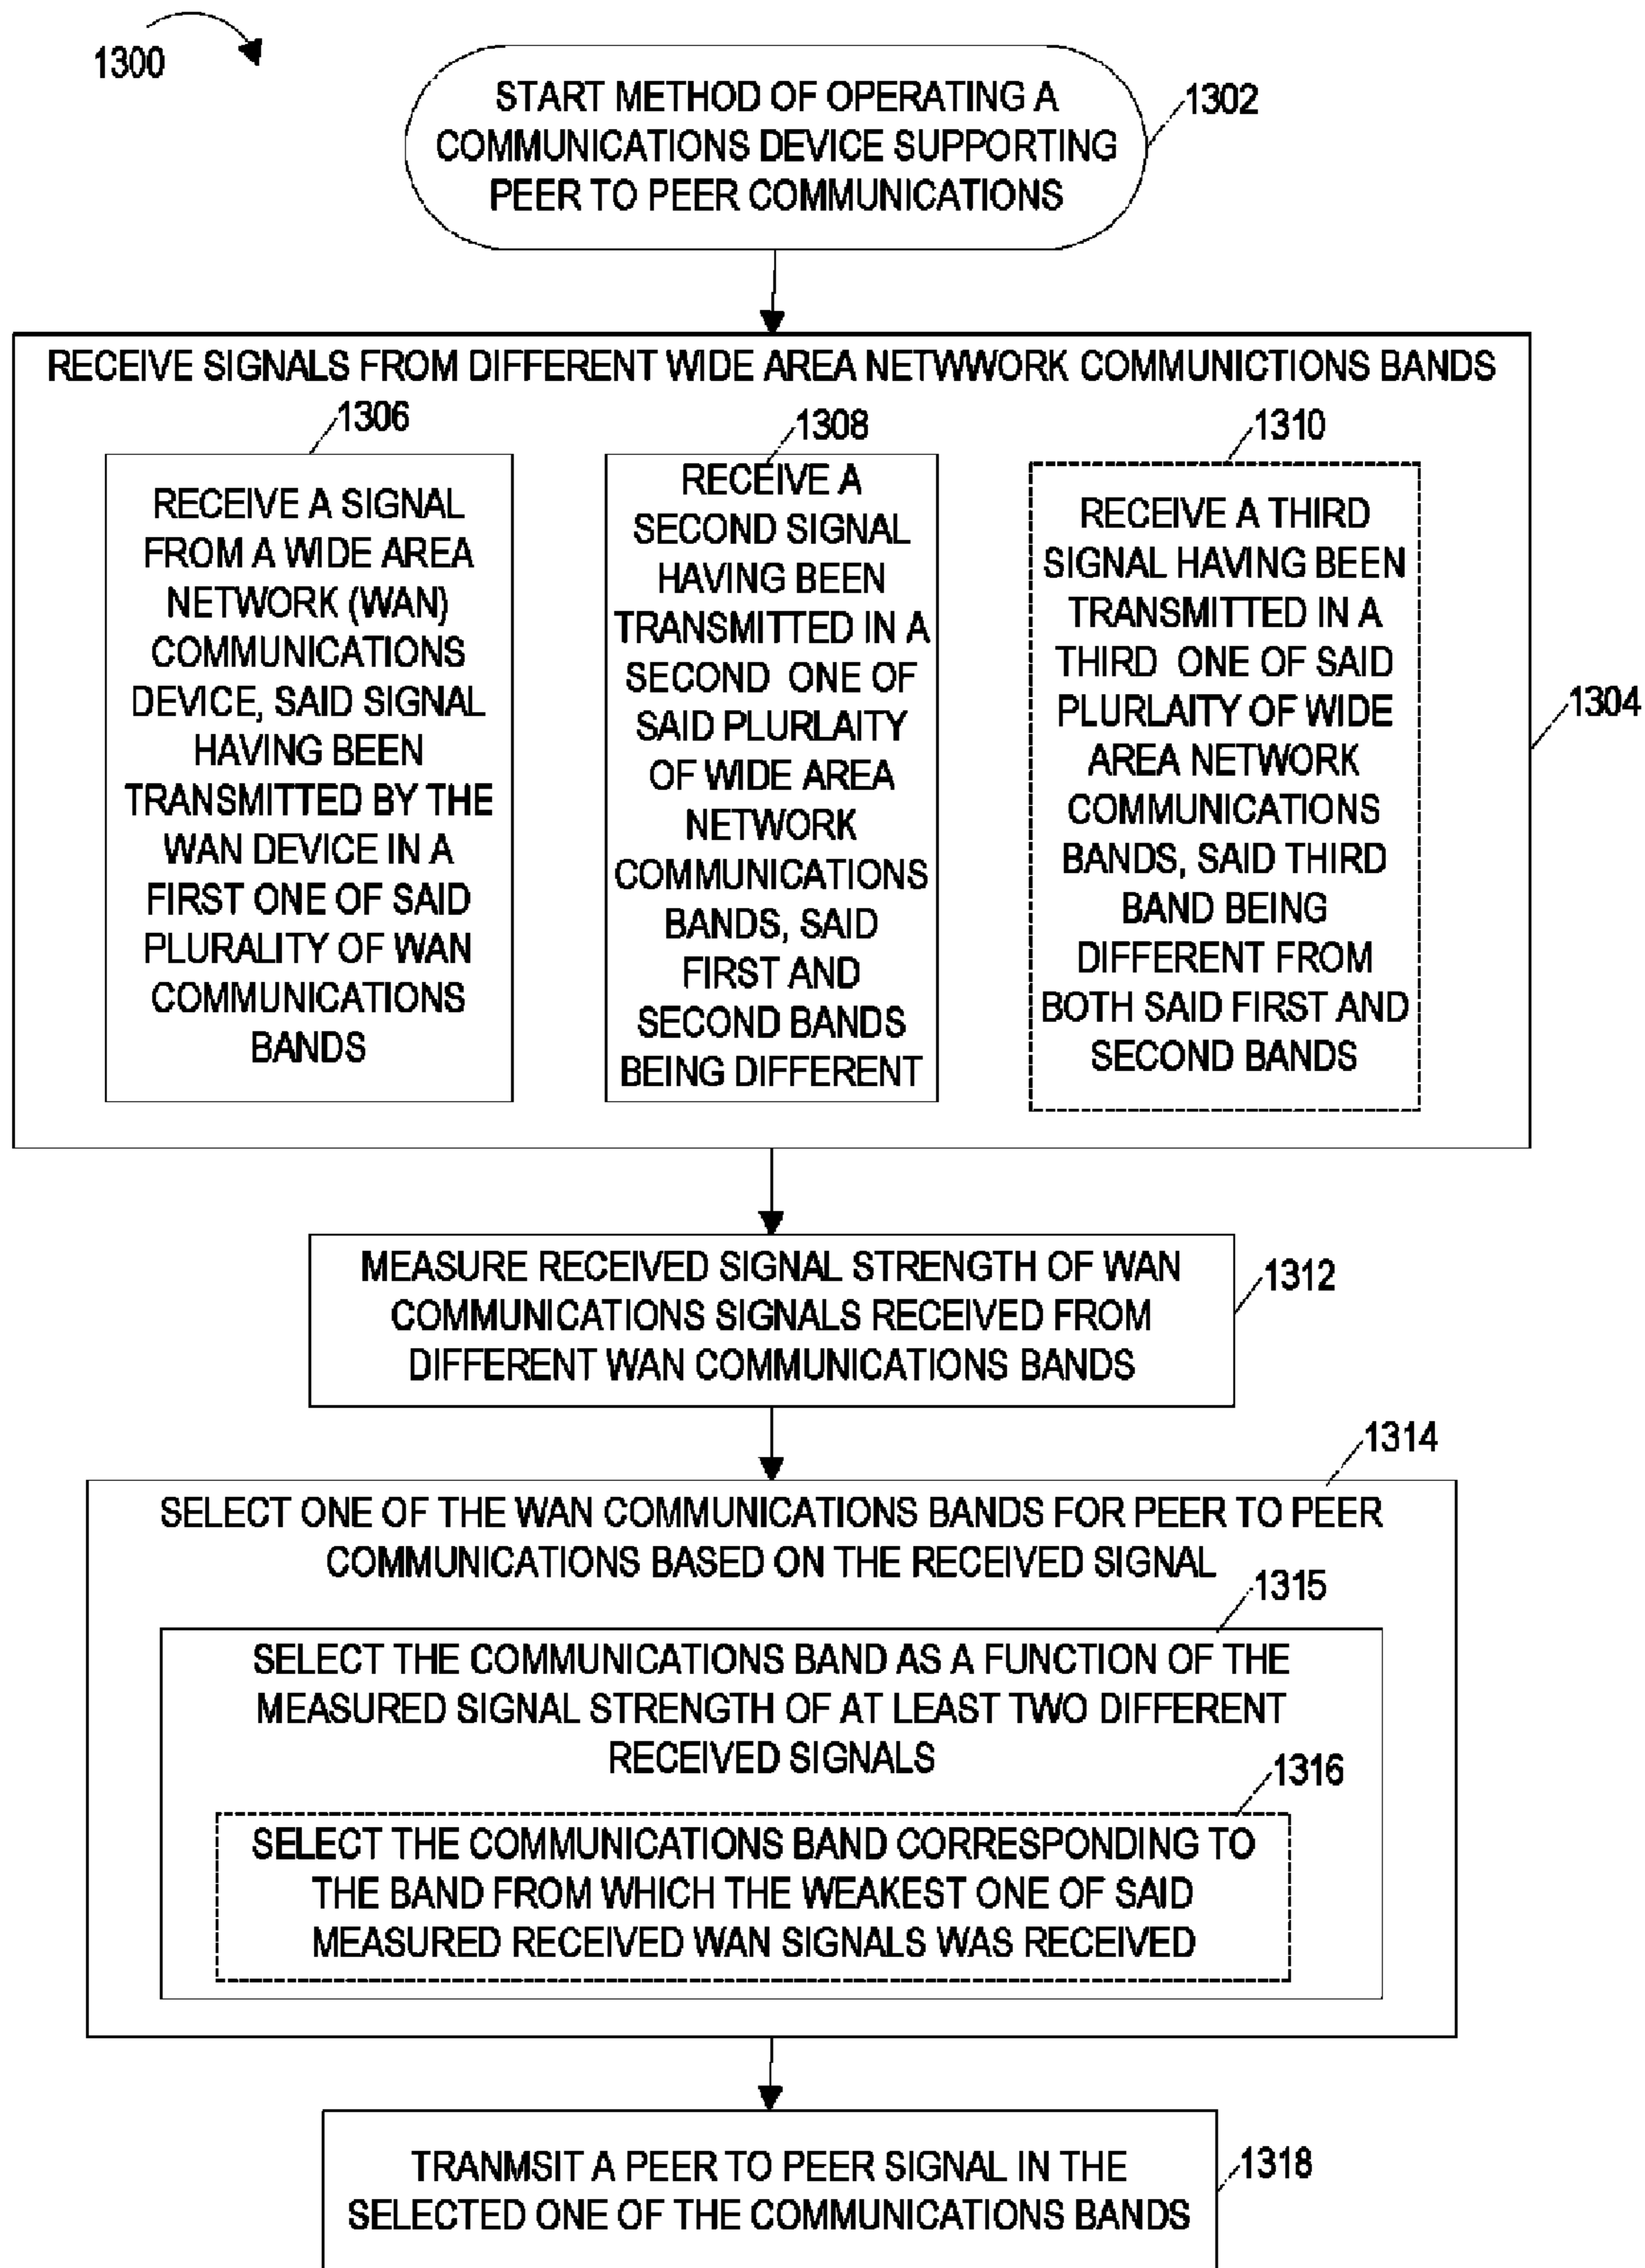 1300
START METHOD OF OPERATING A
COMMUNICATIONS DEVICE SUPPORTING
PEER TO PEER COMMUNICATIONS
1302
RECEIVE SIGNALS FROM DIFFERENT WIDE AREA NETWWORK COMMUNICTIONS BANDS
1304
1306
RECEIVE A SIGNAL
FROM A WIDE AREA
NETWORK (WAN)
COMMUNICATIONS
DEVICE, SAID SIGNAL
HAVING BEEN
TRANSMITTED BY THE
WAN DEVICE IN A
FIRST ONE OF SAID
PLURALITY OF WAN
COMMUNICATIONS
BANDS
1308
RECEIVE A
SECOND SIGNAL
HAVING BEEN
TRANSMITTED IN A
SECOND ONE OF
SAID PLURLAITY
OF WIDE AREA
NETWORK
COMMUNICATIONS
BANDS, SAID
FIRST AND
SECOND BANDS
BEING DIFFERENT
1310
RECEIVE A THIRD
SIGNAL HAVING BEEN
TRANSMITTED IN A
THIRD ONE OF SAID
PLURLAITY OF WIDE
AREA NETWORK
COMMUNICATIONS
BANDS, SAID THIRD
BAND BEING
DIFFERENT FROM
BOTH SAID FIRST AND
SECOND BANDS
MEASURE RECEIVED SIGNAL STRENGTH OF WAN
COMMUNICATIONS SIGNALS RECEIVED FROM
DIFFERENT WAN COMMUNICATIONS BANDS
1312
1314
SELECT ONE OF THE WAN COMMUNICATIONS BANDS FOR PEER TO PEER
COMMUNICATIONS BASED ON THE RECEIVED SIGNAL
1315
SELECT THE COMMUNICATIONS BAND AS A FUNCTION OF THE
MEASURED SIGNAL STRENGTH OF AT LEAST TWO DIFFERENT
RECEIVED SIGNALS
1316
SELECT THE COMMUNICATIONS BAND CORRESPONDING TO
THE BAND FROM WHICH THE WEAKEST ONE OF SAID
MEASURED RECEIVED WAN SIGNALS WAS RECEIVED
TRANMSIT A PEER TO PEER SIGNAL IN THE
SELECTED ONE OF THE COMMUNICATIONS BANDS
1318